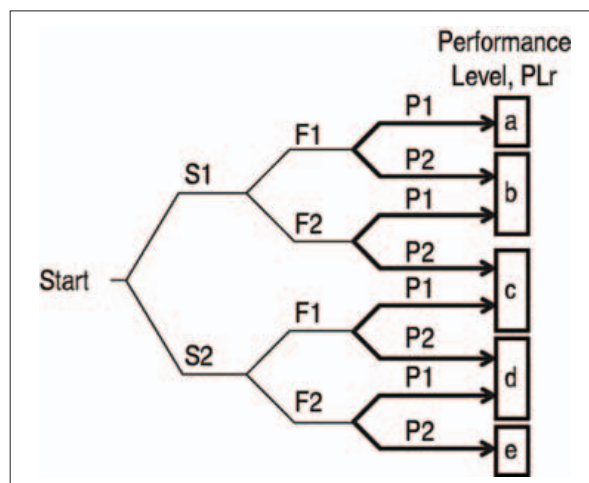 Performance
Level, PLr
P1
a
F1
P2
S1
b
P1
F2
P2
Start
c
P1
F1
P2
S2
d
P1
F2
P2
e